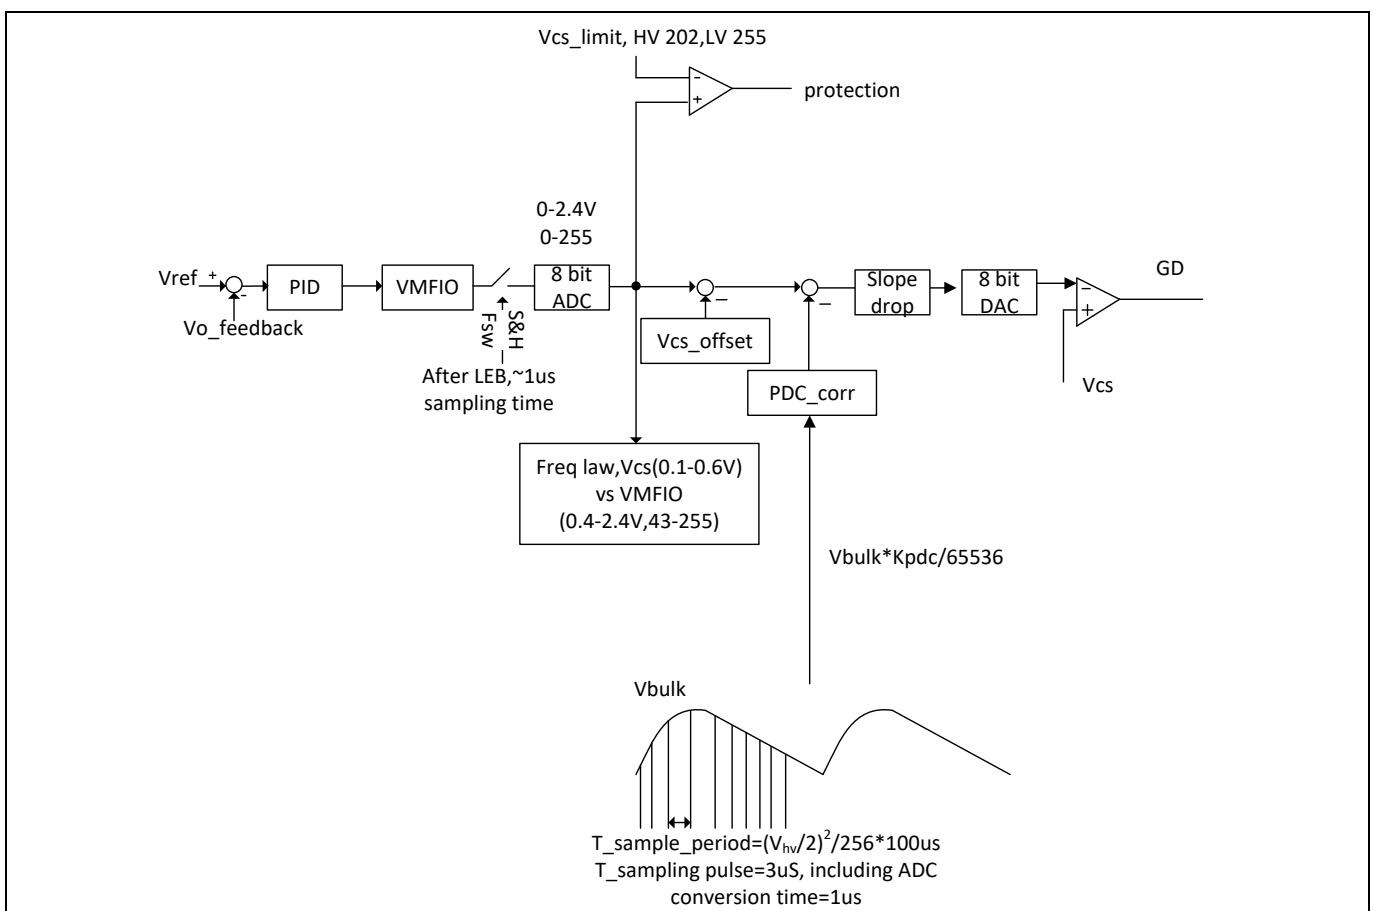 Vcs_limit, HV 202,LV 255
-
+
protection
0-2.4V
0-255
Vref
+
-
Vo_feedback
PID
VMFIO
S&H
Fsw
After LEB,~1us
sampling time
8 bit
ADC
–
Vcs_offset
–
PDC_corr
Slope
drop
8 bit
DAC
–
+
GD
Vcs
Freq law,Vcs(0.1-0.6V)
vs VMFIO
(0.4-2.4V,43-255)
Vbulk*Kpdc/65536
Vbulk
T_sample_period=(Vhv/2)²/256*100us
T_sampling pulse=3uS, including ADC
conversion time=1us